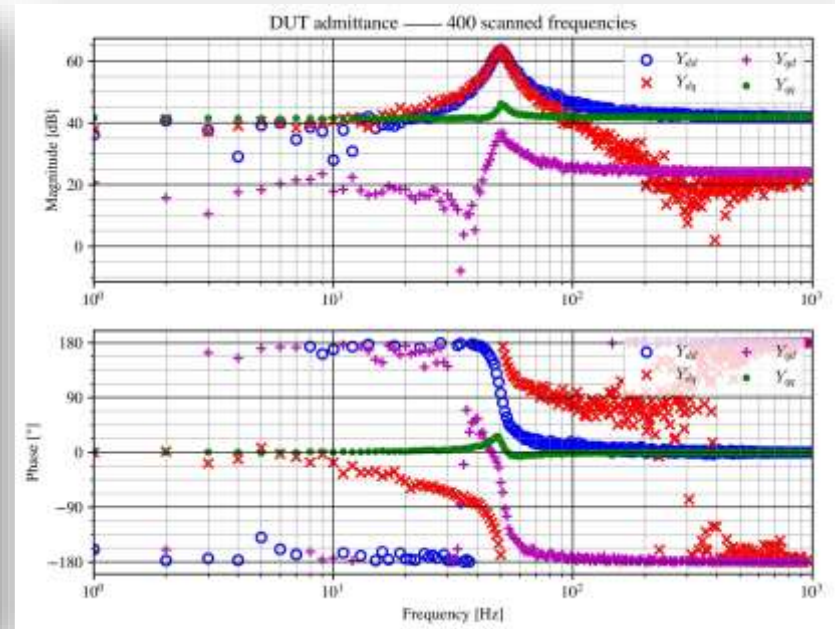 DUT admittance —— 400 scanned frequencies
Magnitude [dB]
60
40
20
0
Y_dd
Y_dq
Y_qd
Y_qq
10^0
10^1
10^2
10^3
Phase [°]
180
90
0
−90
−180
Y_dd
Y_dq
Y_qd
Y_qq
10^0
10^1
10^2
10^3
Frequency [Hz]